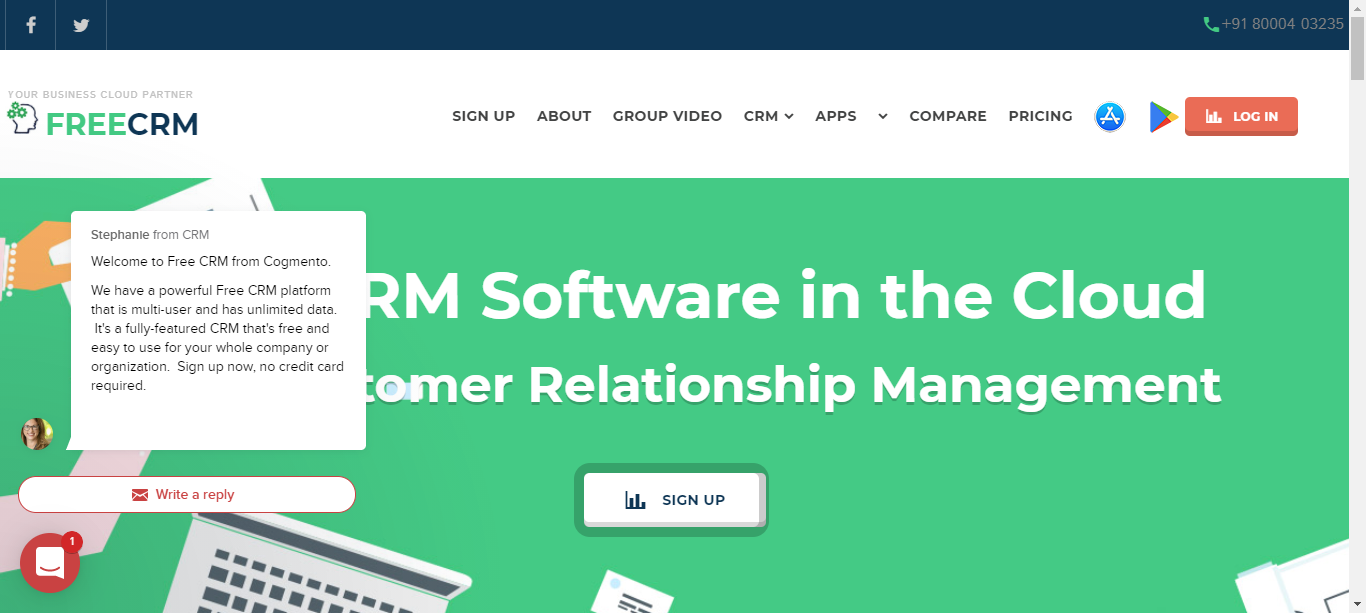 +91 80004 03235
YOUR BUSINESS CLOUD PARTNER
FREECRM
SIGN UP ABOUT GROUP VIDEO CRM APPS COMPARE PRICING LOG IN
Stephanie from CRM
Welcome to Free CRM from Cogmento.
We have a powerful Free CRM platform
that is multi-user and has unlimited data.
It's a fully-featured CRM that's free and
easy to use for your whole company or
organization. Sign up now, no credit card
required.
RM Software in the Cloud
tomer Relationship Management
SIGN UP
Write a reply
1